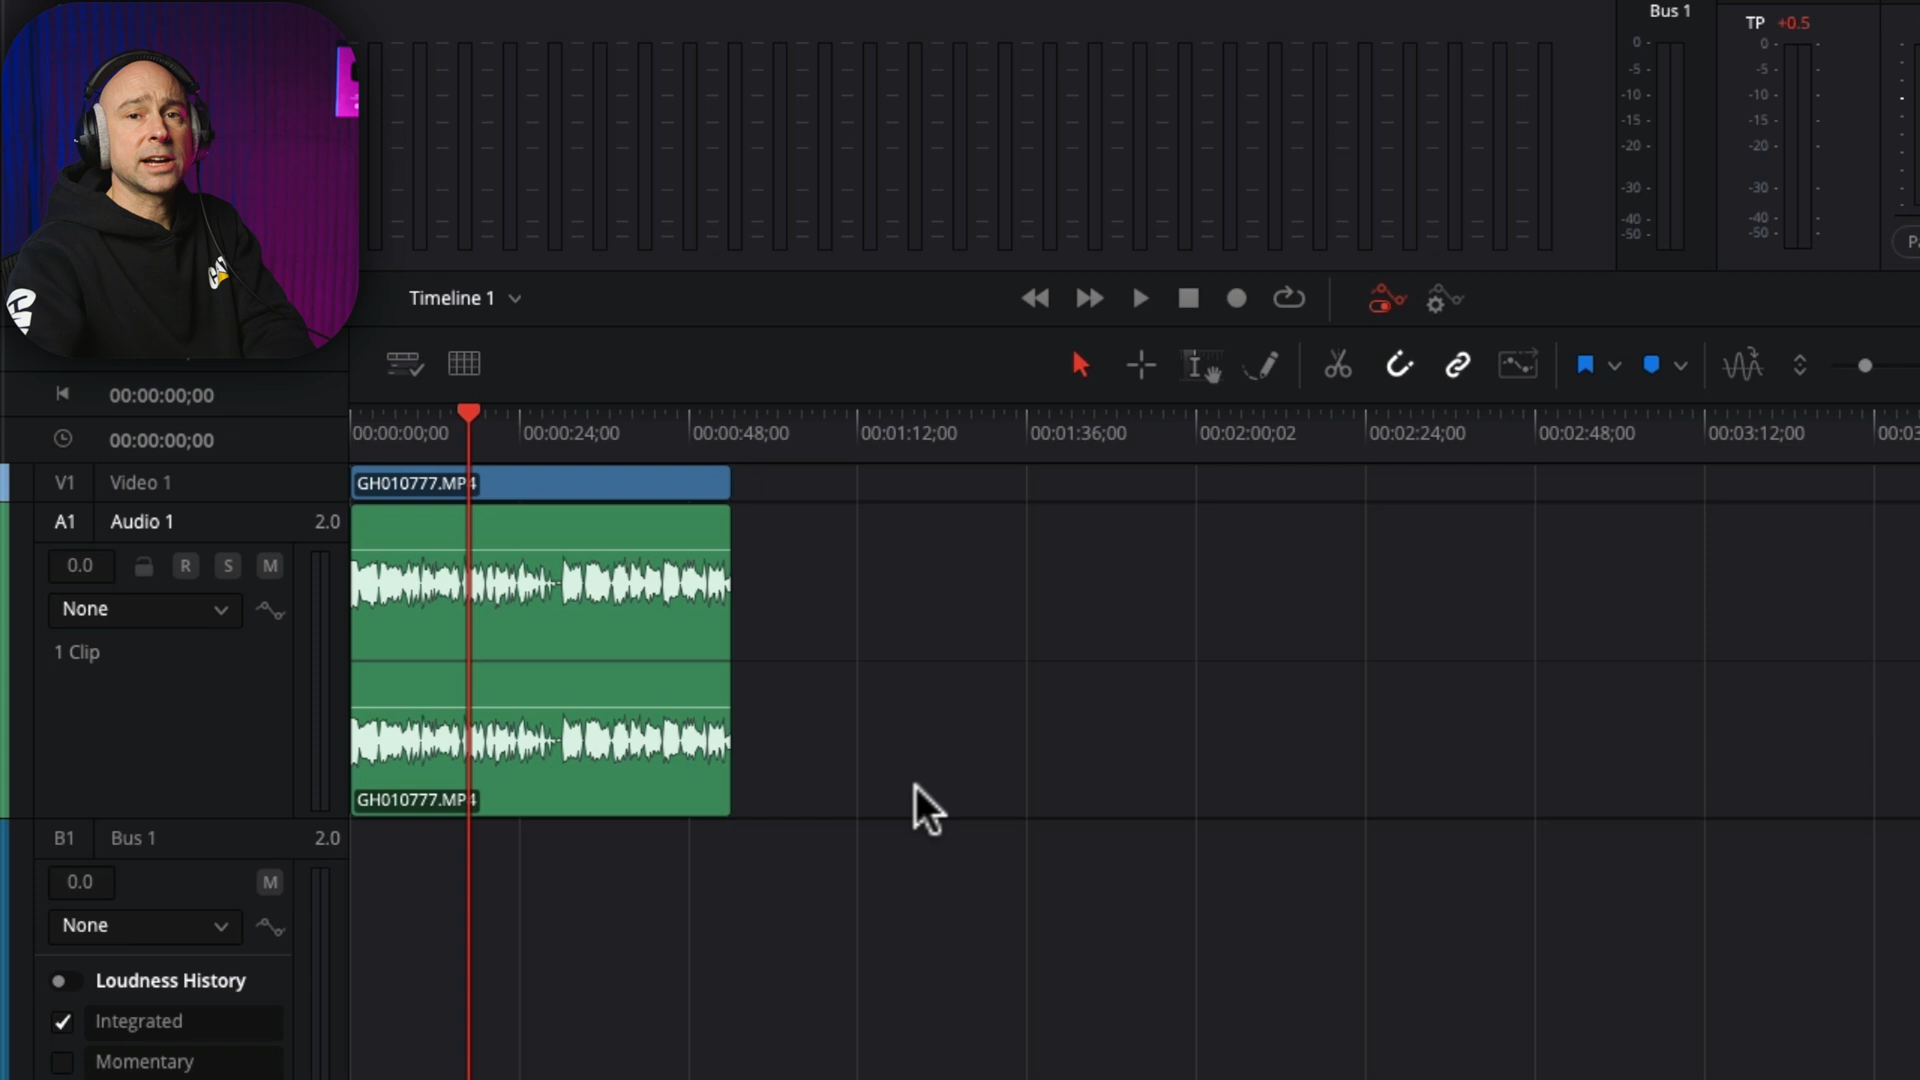 Bus 1
TP +0.5
0 0
-5 -5
-10 -10
-15 -15
-20 -20
-30 -30
-40 -40
-50 -50
CAT
Timeline 1
00:00:00;00
00:00:00;00
00:00:00;00 00:00:24;00 00:00:48;00 00:01:12;00 00:01:36;00 00:02:00;02 00:02:24;00 00:02:48;00 00:03:12;00 00:03
V1 Video 1
GH010777.MP4
A1 Audio 1 2.0
0.0 R S M
None
1 Clip
GH010777.MP4
B1 Bus 1 2.0
0.0 M
None
Loudness History
Integrated
Momentary